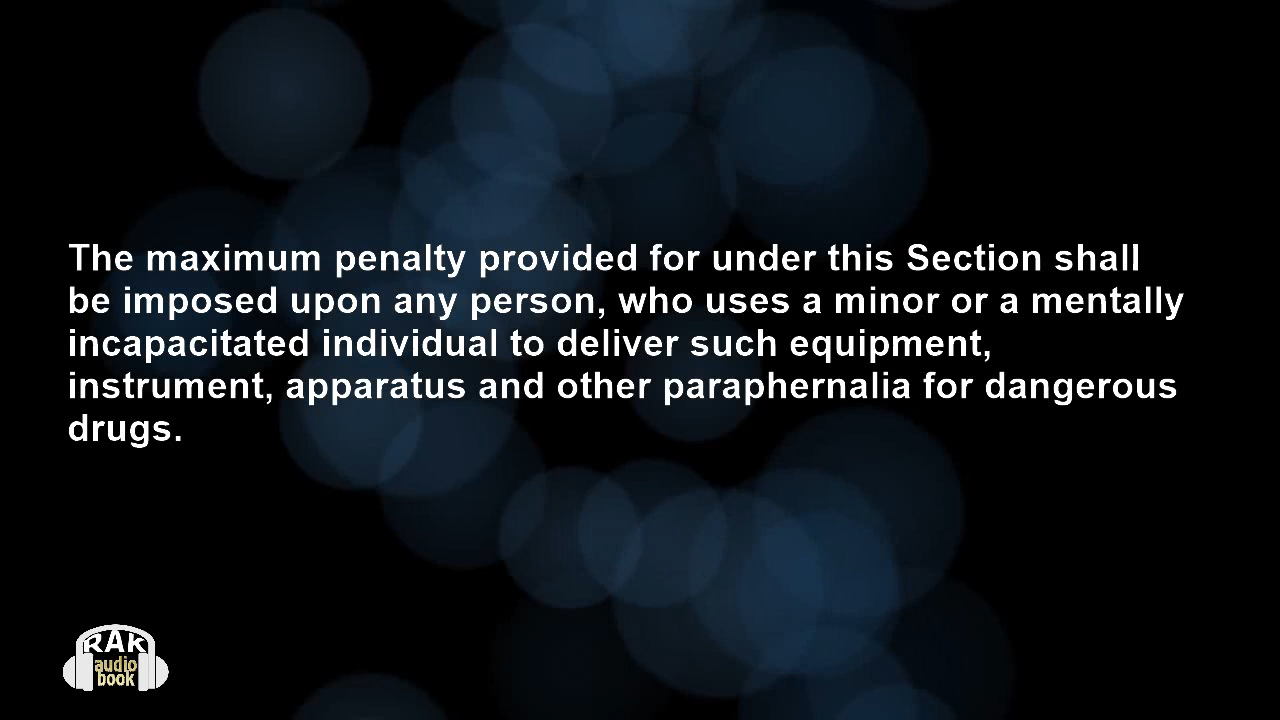 The maximum penalty provided for under this Section shall
be imposed upon any person, who uses a minor or a mentally
incapacitated individual to deliver such equipment,
instrument, apparatus and other paraphernalia for dangerous
drugs.
RAK
audio
book